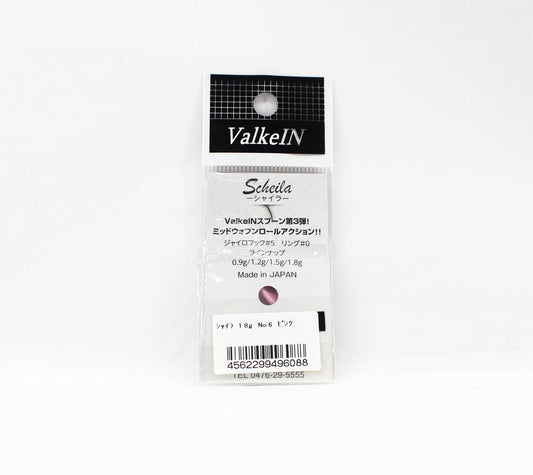 ValkeIN
Scheila
ーシャイラー
ValkeINスプーン第3弾!
ミッドウォブンロールアクション!!
ジャイロフック#5 リング#0
ラインナップ
0.9g/1.2g/1.5g/1.8g
Made in JAPAN
ｼｬｲﾗ 1.8g No.6 ﾋﾟﾝｸ
4562299496088
TEL 0476-29-5555